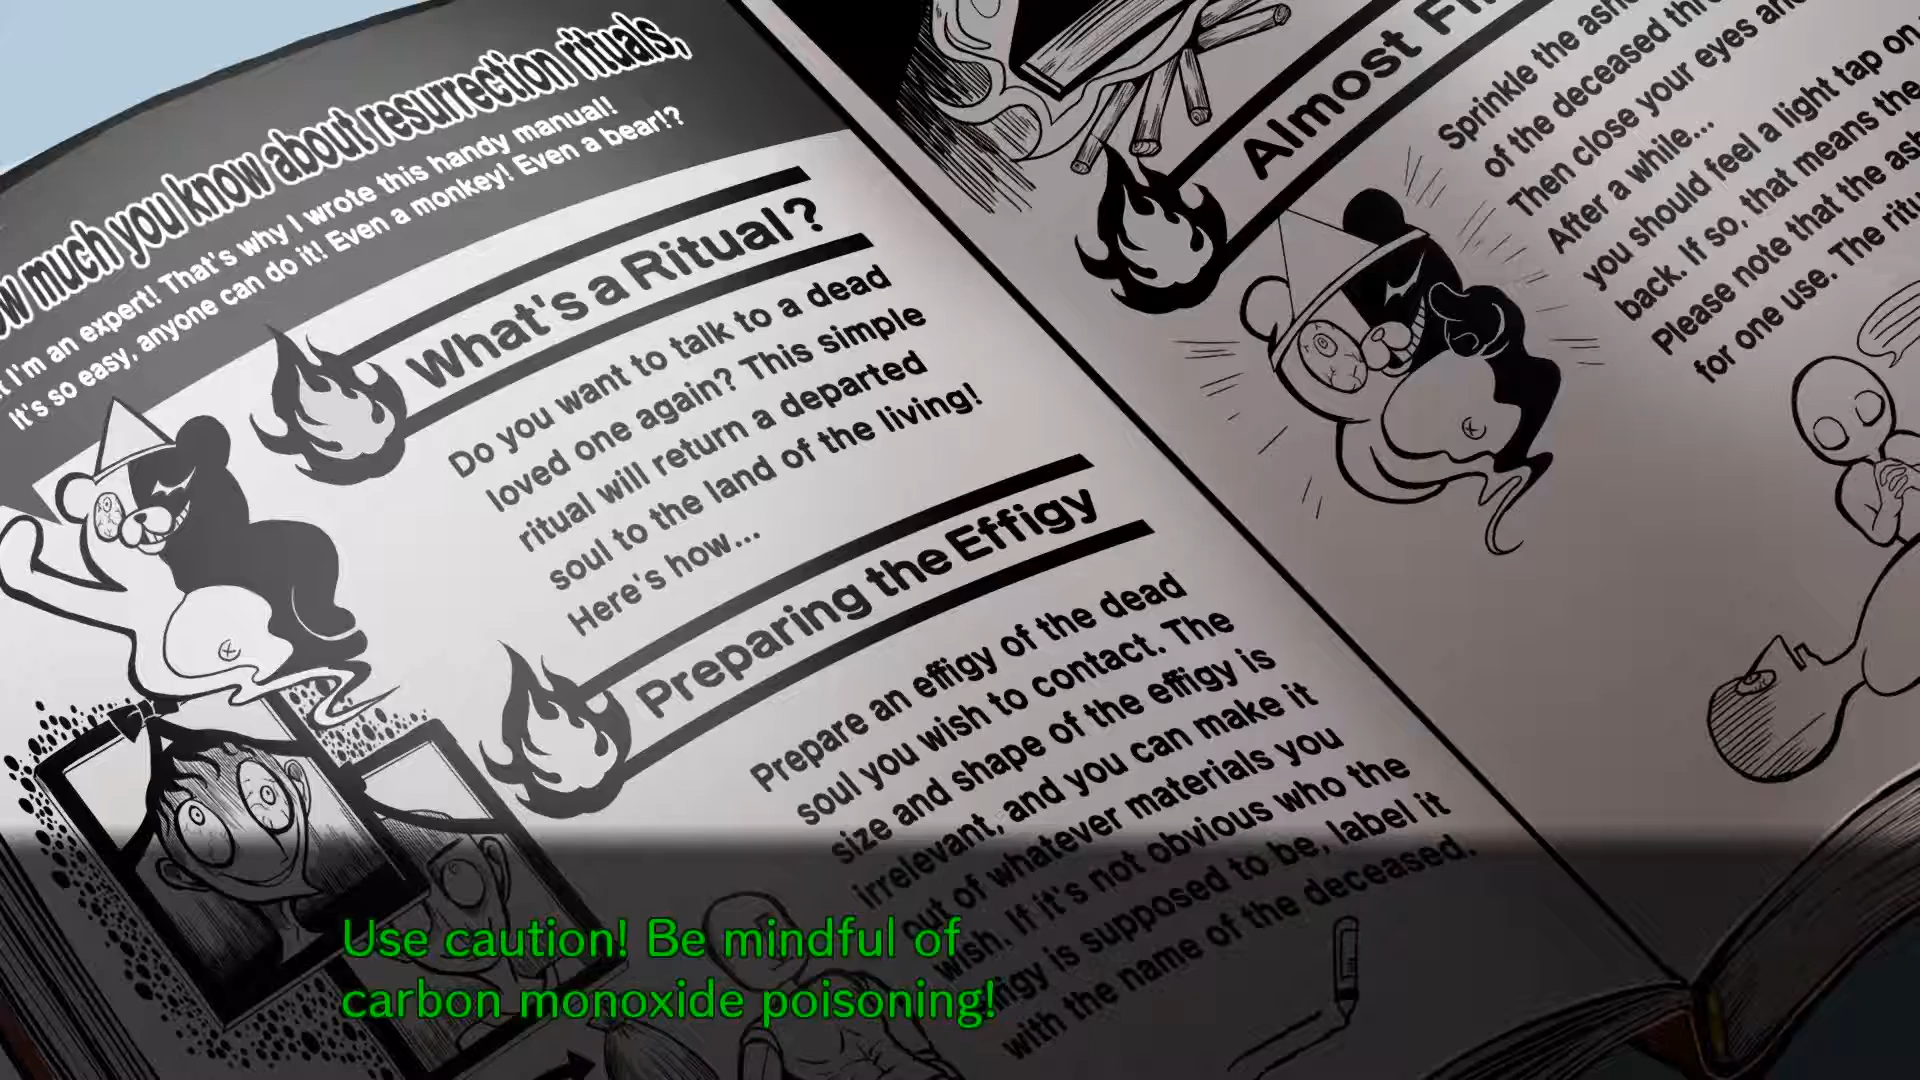 much you know about resurrection rituals,
I'm an expert! That's why I wrote this handy manual!
It's so easy, anyone can do it! Even a monkey! Even a bear!?
What's a Ritual?
Do you want to talk to a dead
loved one again? This simple
ritual will return a departed
soul to the land of the living!
Here's how...
Preparing the Effigy
Prepare an effigy of the dead
soul you wish to contact. The
size and shape of the effigy is
irrelevant, and you can make it
out of whatever materials you
wish. If it's not obvious who the
effigy is supposed to be, label it
with the name of the deceased.
Almost
Sprinkle the
of the deceased
Then close your eyes
After a while...
you should feel a light tap on
back. If so, that means the
Please note that the
for one use. The
Use caution! Be mindful of
carbon monoxide poisoning!